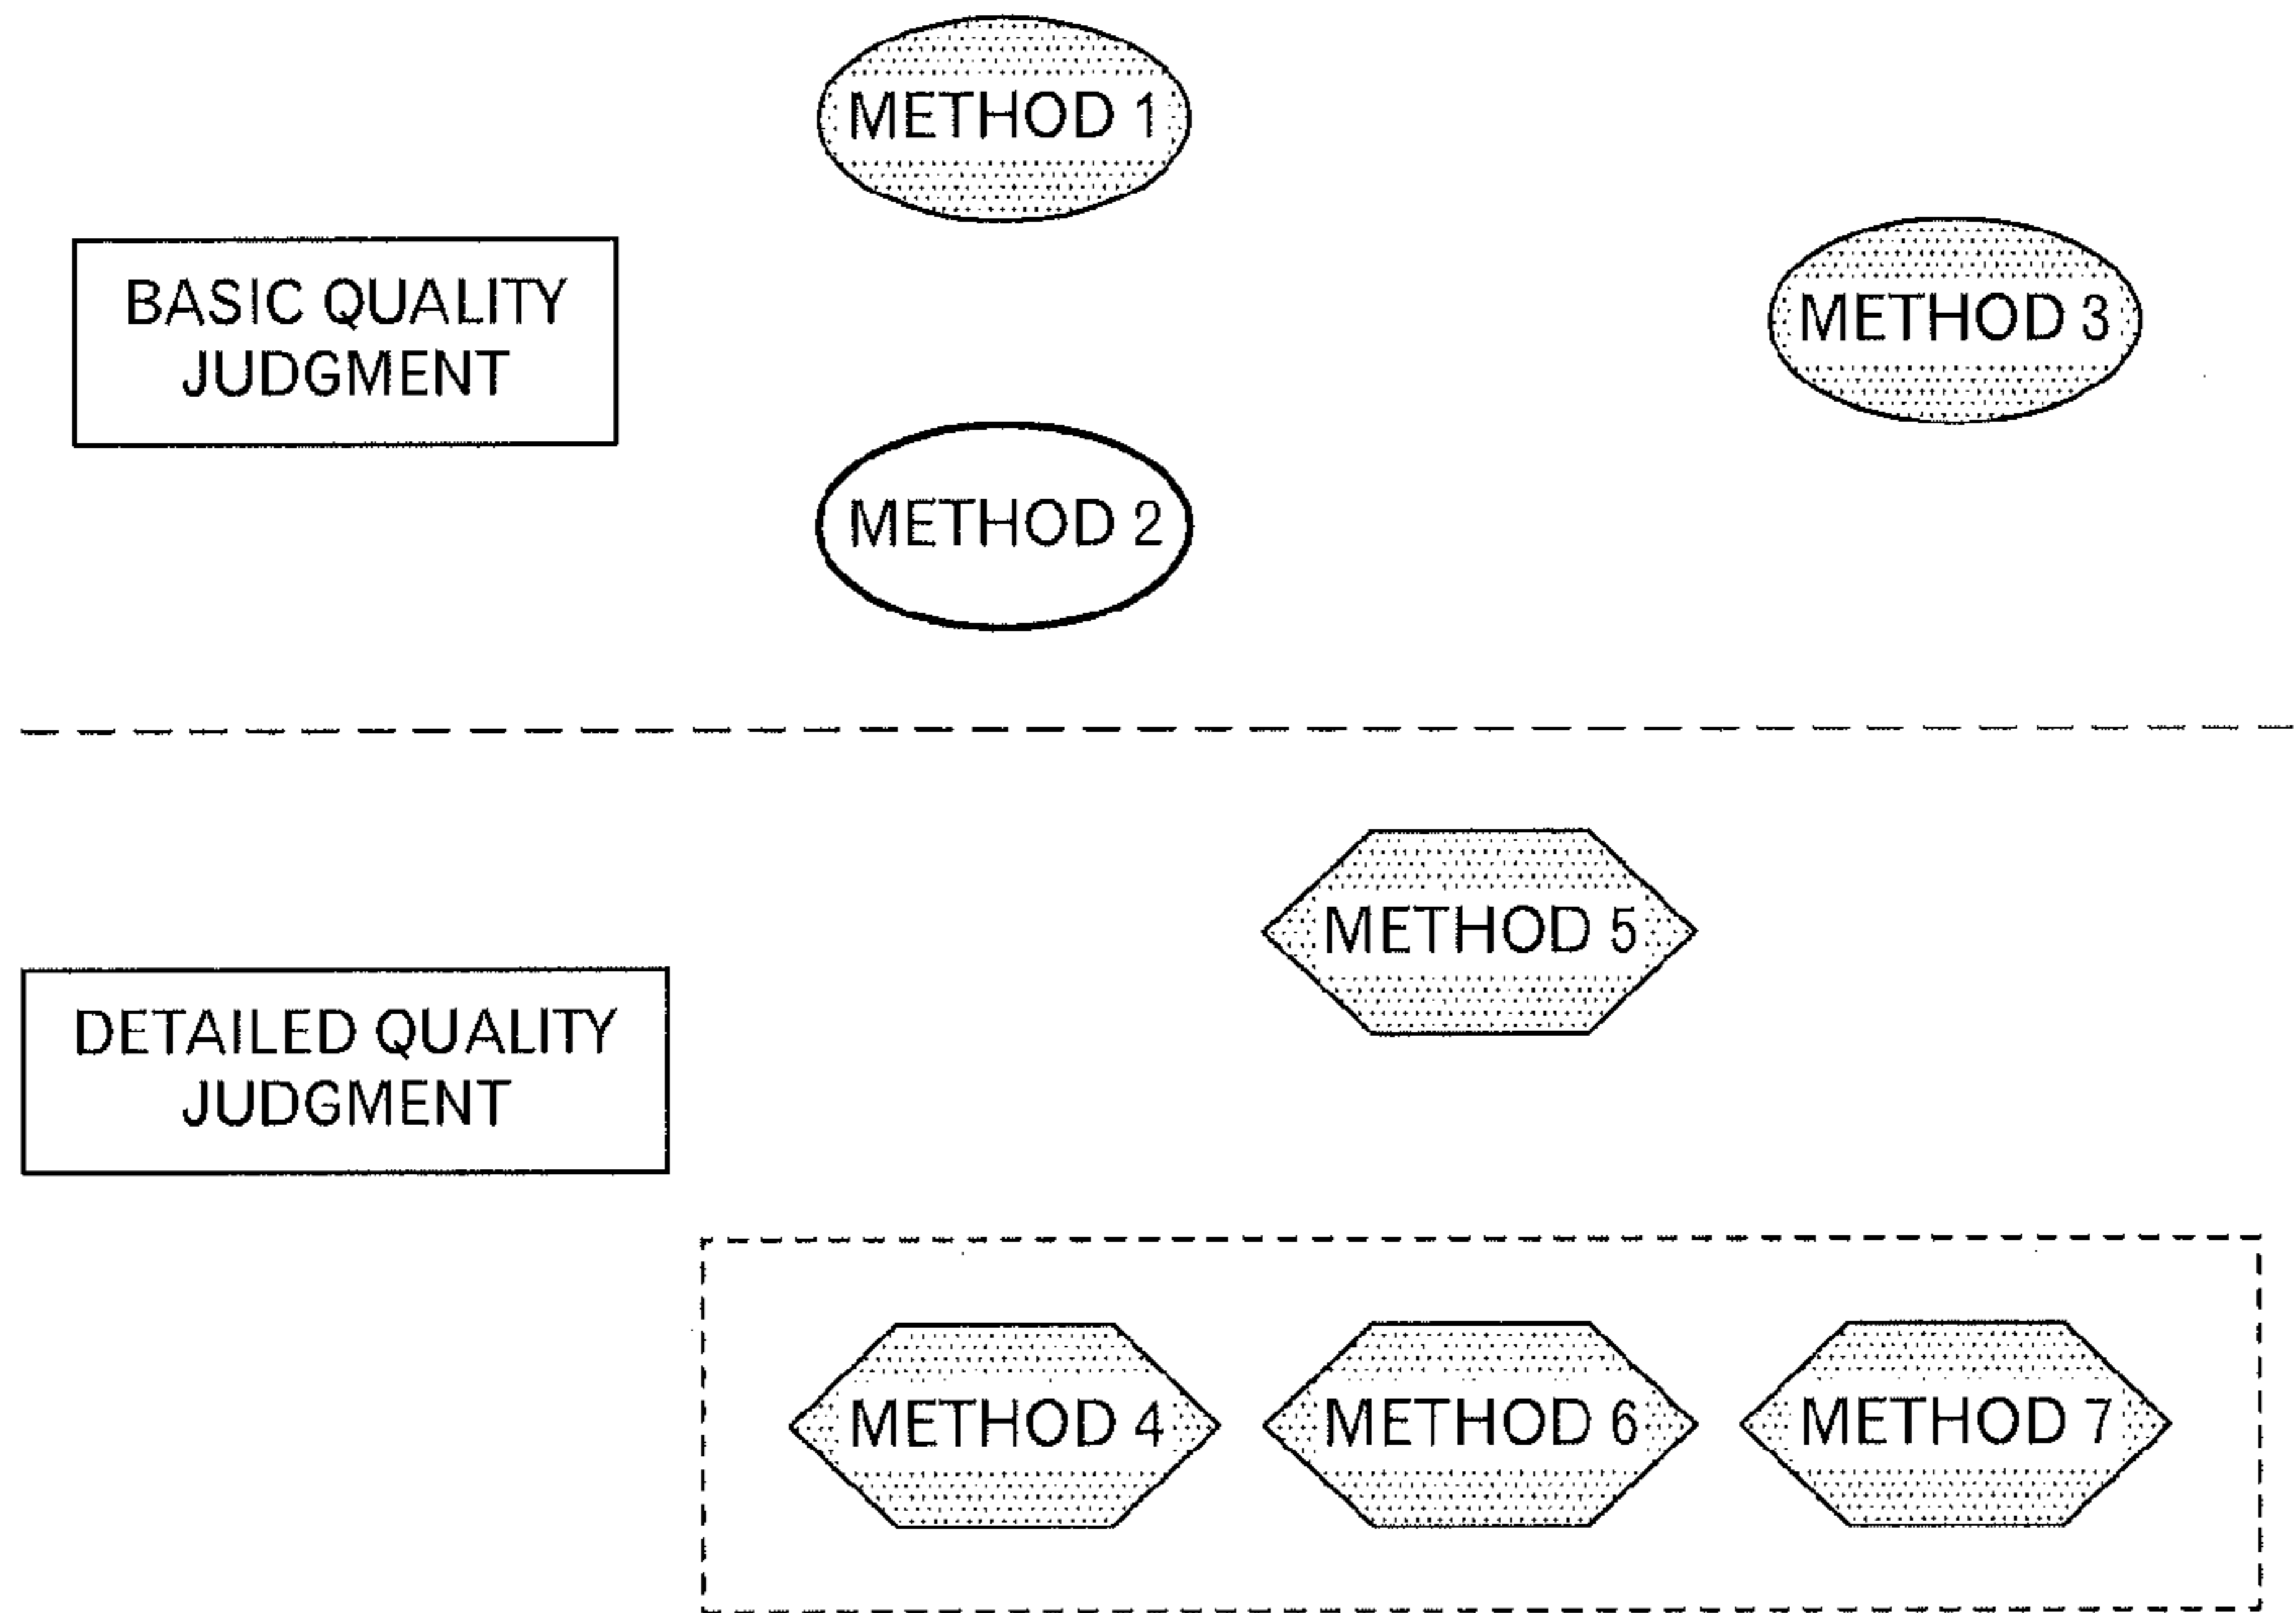 METHOD 1
BASIC QUALITY
JUDGMENT
METHOD 3
METHOD 2
METHOD 5
DETAILED QUALITY
JUDGMENT
METHOD 4
METHOD 6
METHOD 7